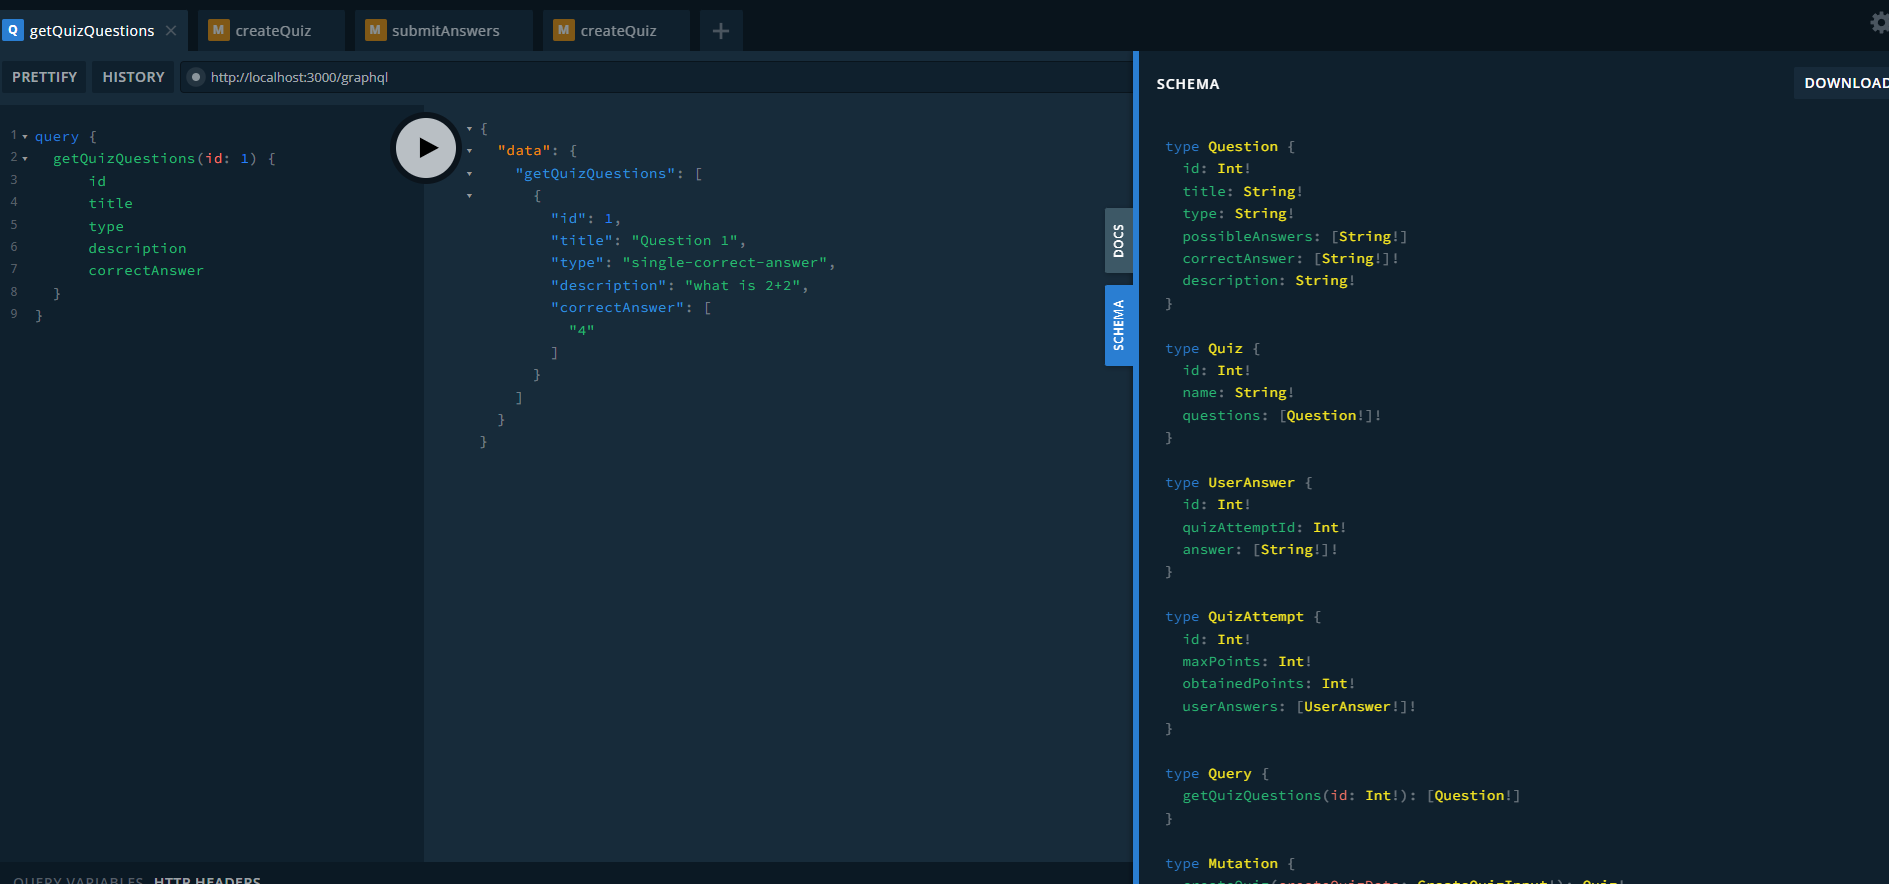 Q getQuizQuestions ×
M createQuiz
M submitAnswers
M createQuiz
+
PRETTIFY
HISTORY
http://localhost:3000/graphql
1 query {
2 getQuizQuestions(id: 1) {
3 id
4 title
5 type
6 description
7 correctAnswer
8 }
9 }
{
"data": {
"getQuizQuestions": [
{
"id": 1,
"title": "Question 1",
"type": "single-correct-answer",
"description": "what is 2+2",
"correctAnswer": [
"4"
]
}
]
}
}
DOCS
SCHEMA
SCHEMA
DOWNLOAD
type Question {
id: Int!
title: String!
type: String!
possibleAnswers: [String!]
correctAnswer: [String!]!
description: String!
}
type Quiz {
id: Int!
name: String!
questions: [Question!]!
}
type UserAnswer {
id: Int!
quizAttemptId: Int!
answer: [String!]!
}
type QuizAttempt {
id: Int!
maxPoints: Int!
obtainedPoints: Int!
userAnswers: [UserAnswer!]!
}
type Query {
getQuizQuestions(id: Int!): [Question!]
}
type Mutation {
createQuiz(createQuizData: CreateQuizInput!): Quiz!
QUERY VARIABLES
HTTP HEADERS